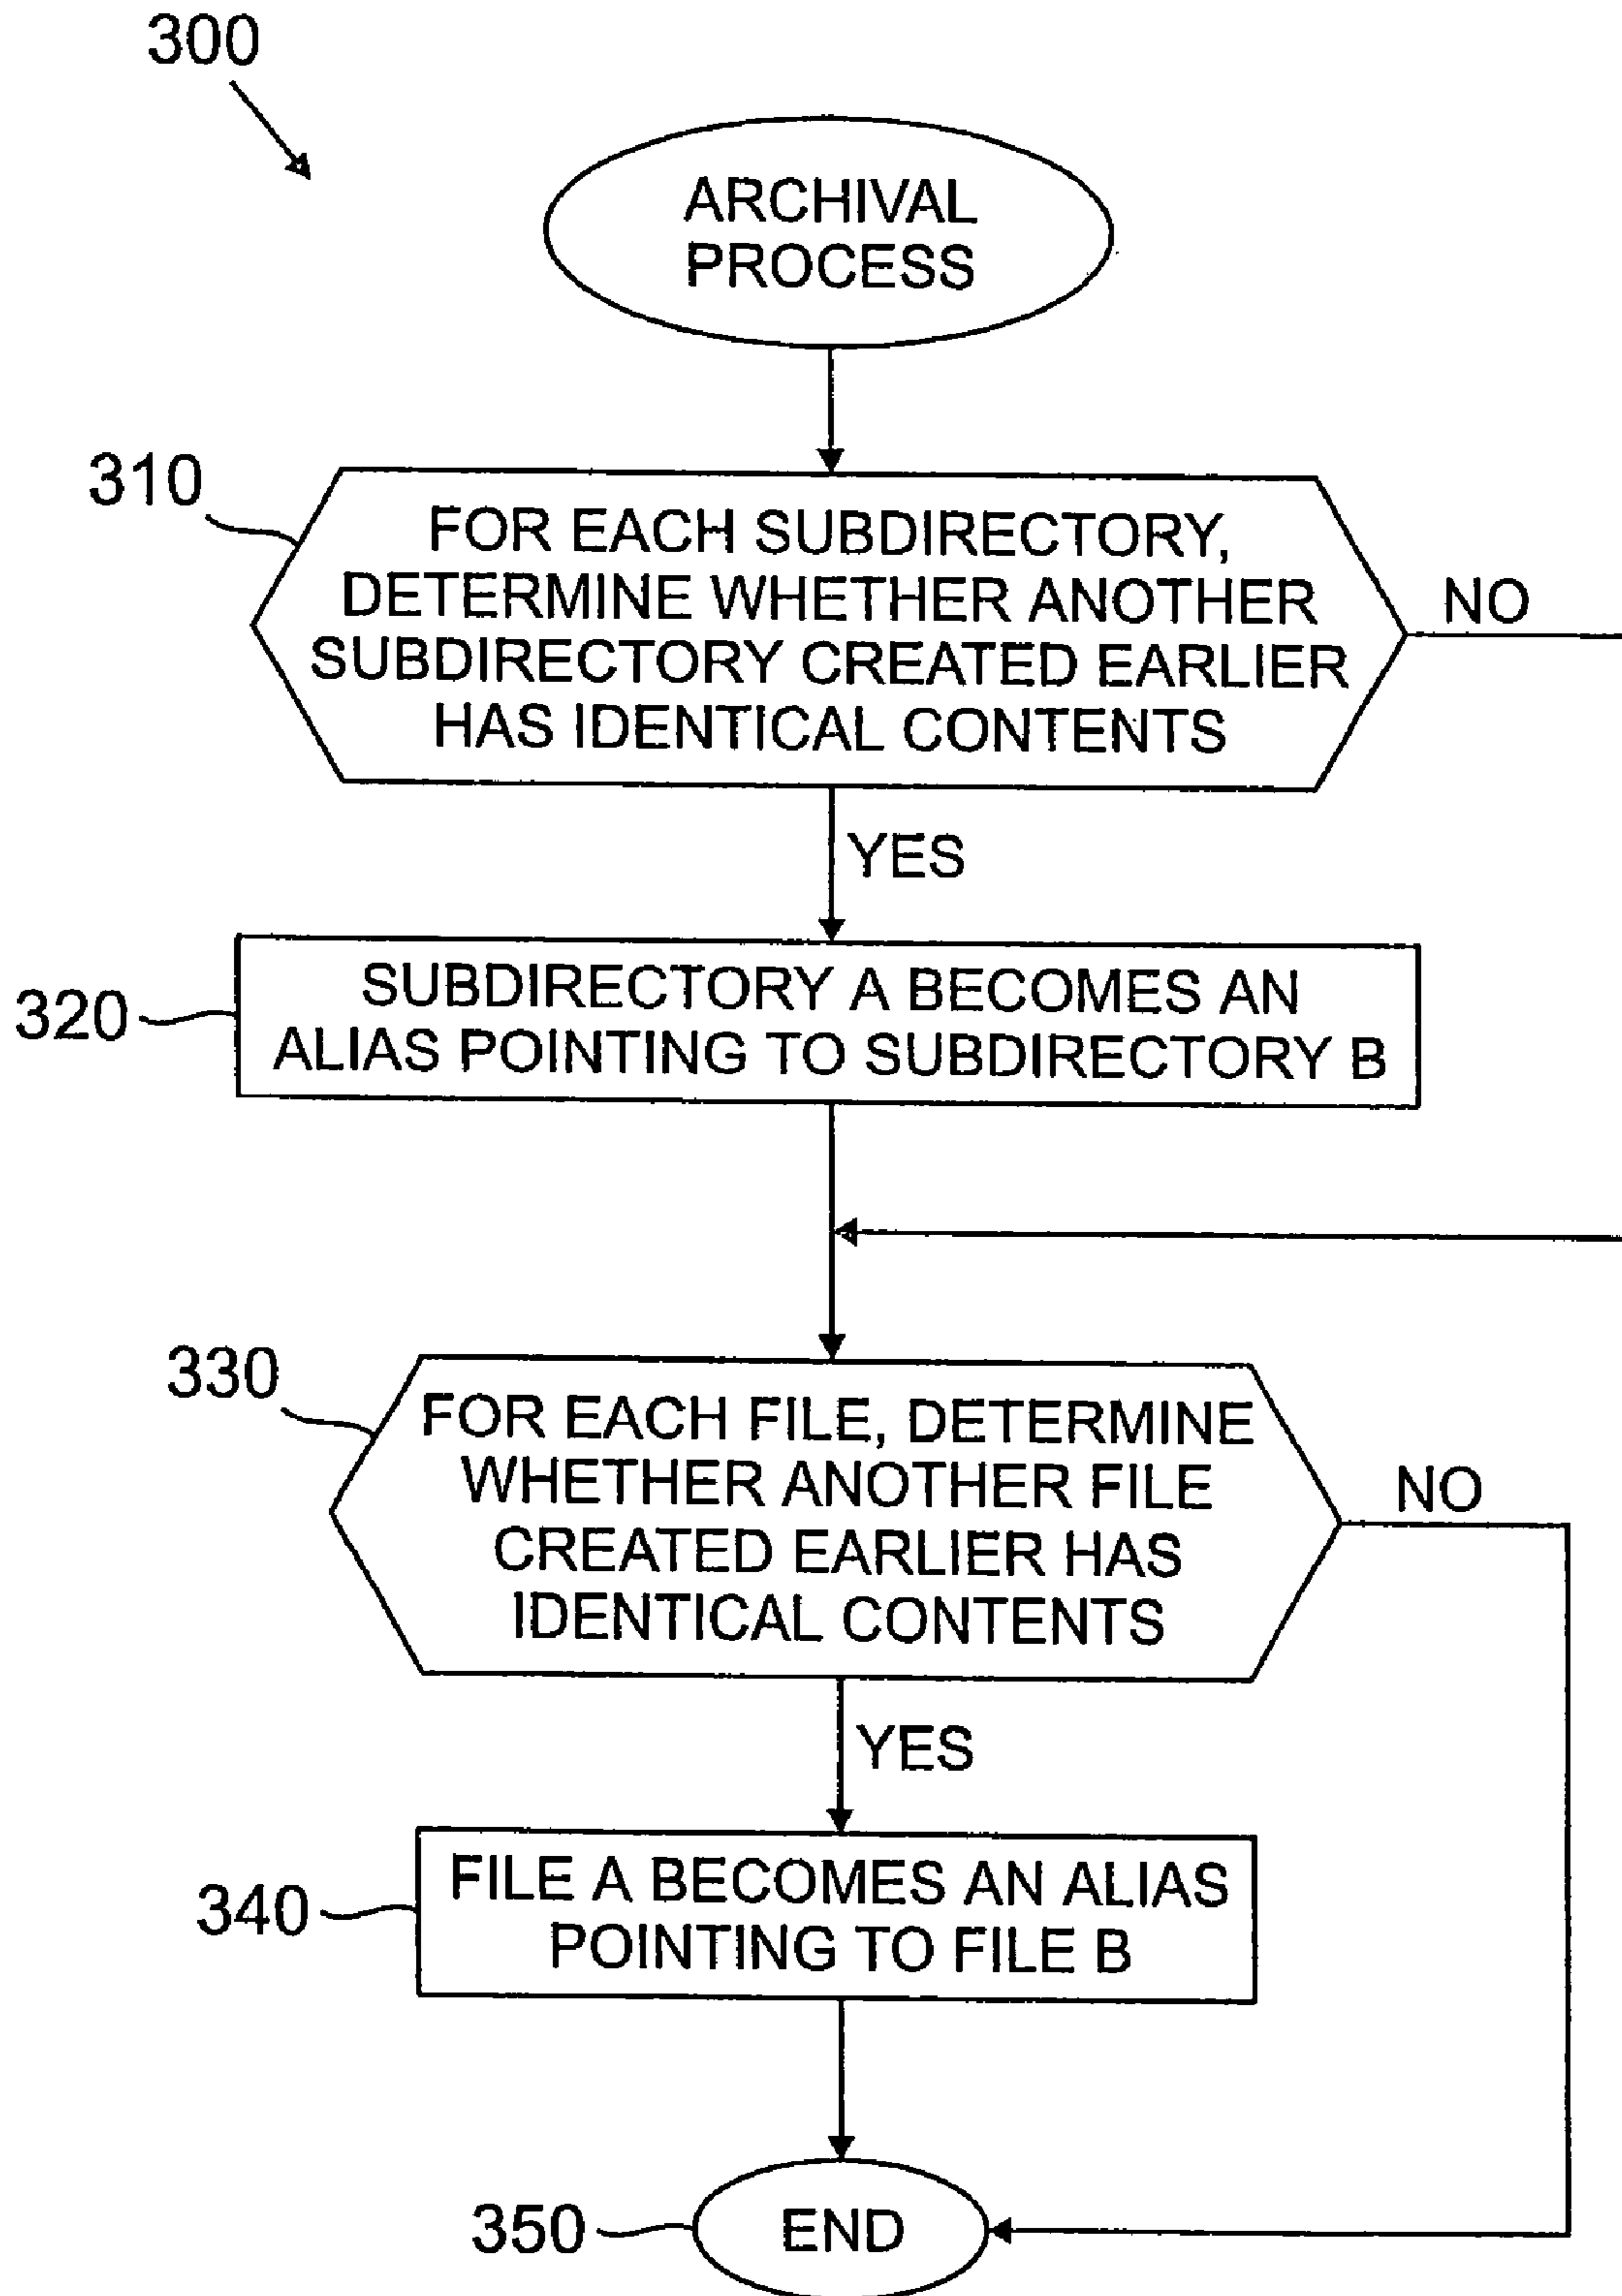 300
ARCHIVAL
PROCESS
310
FOR EACH SUBDIRECTORY,
DETERMINE WHETHER ANOTHER
SUBDIRECTORY CREATED EARLIER
HAS IDENTICAL CONTENTS
NO
YES
320
SUBDIRECTORY A BECOMES AN
ALIAS POINTING TO SUBDIRECTORY B
330
FOR EACH FILE, DETERMINE
WHETHER ANOTHER FILE
CREATED EARLIER HAS
IDENTICAL CONTENTS
NO
YES
340
FILE A BECOMES AN ALIAS
POINTING TO FILE B
350
END